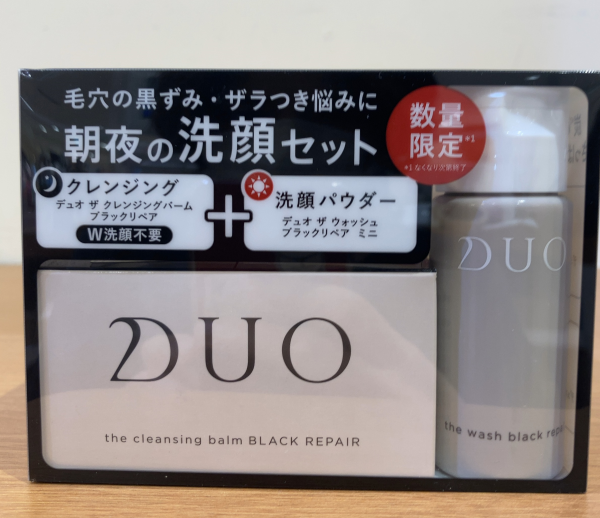 毛穴の黒ずみ・ザラつき悩みに
朝夜の洗顔セット
数量
限定*1
*1 なくなり次第終了
クレンジング
デュオ ザ クレンジングバーム
ブラックリペア
W洗顔不要
+
洗顔パウダー
デュオ ザ ウォッシュ
ブラックリペア ミニ
DUO
the cleansing balm BLACK REPAIR
DUO
the wash black repair